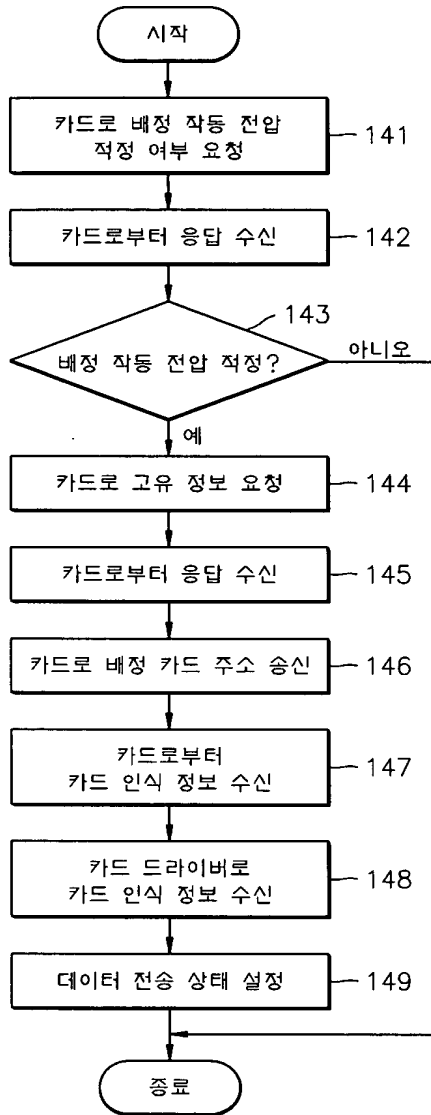 시작
카드로 배정 작동 전압
적정 여부 요청
141
카드로부터 응답 수신
142
143
배정 작동 전압 적정?
아니오
예
카드로 고유 정보 요청
144
카드로부터 응답 수신
145
카드로 배정 카드 주소 송신
146
카드로부터
카드 인식 정보 수신
147
카드 드라이버로
카드 인식 정보 수신
148
데이터 전송 상태 설정
149
종료